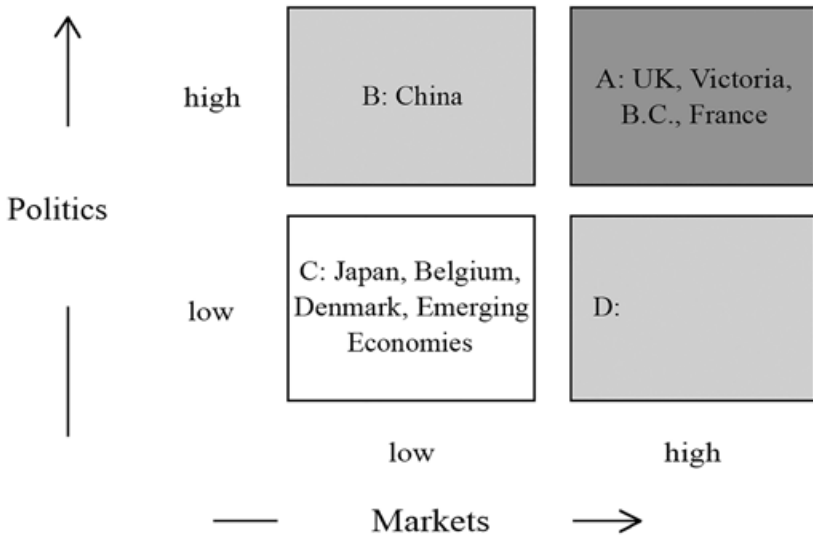 high
B: China
A: UK, Victoria,
B.C., France
Politics
low
C: Japan, Belgium,
Denmark, Emerging
Economies
D:
low
high
Markets